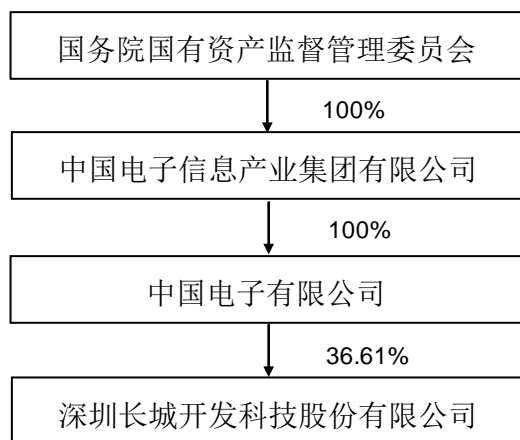 国务院国有资产监督管理委员会
100%
中国电子信息产业集团有限公司
100%
中国电子有限公司
36.61%
深圳长城开发科技股份有限公司